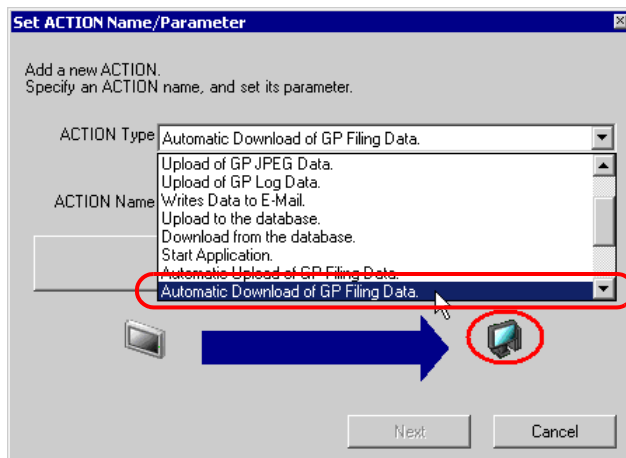 Set ACTION Name/Parameter
Add a new ACTION.
Specify an ACTION name, and set its parameter.
ACTION Type
Automatic Download of GP Filing Data.
Upload of GP JPEG Data.
Upload of GP Log Data.
ACTION Name
Writes Data to E-Mail.
Upload to the database.
Download from the database.
Start Application.
Automatic Upload of GP Filing Data.
Automatic Download of GP Filing Data.
Next
Cancel